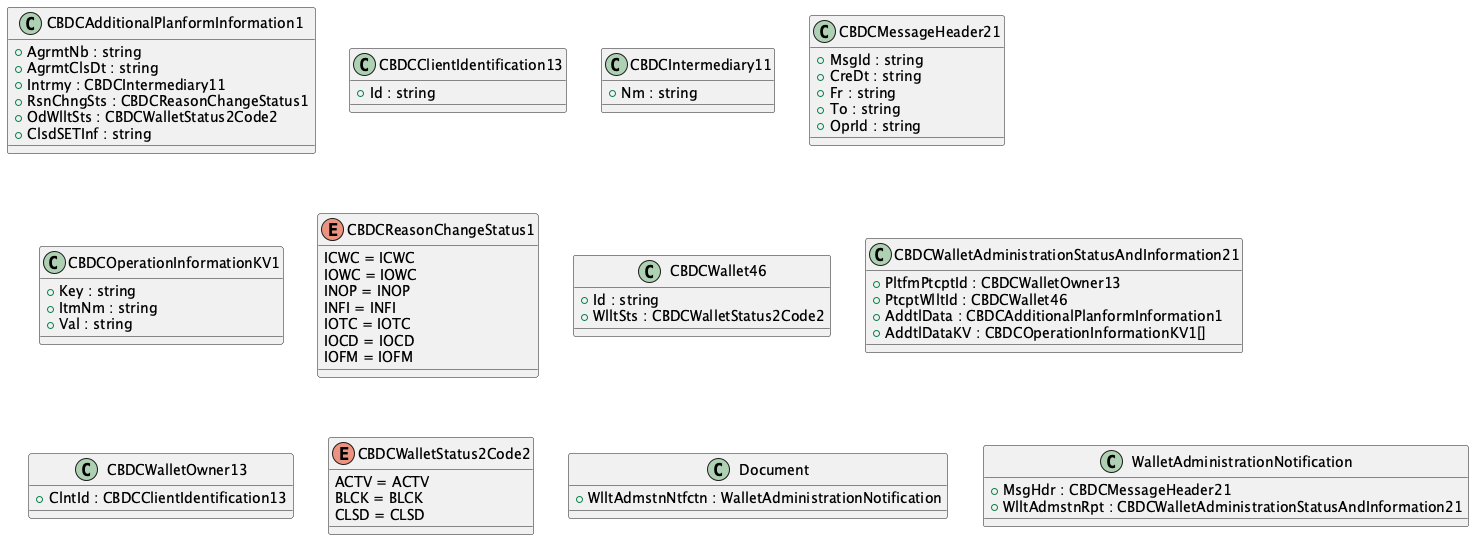 C CBDCAdditionalPlanformInformation1
AgrmtNb : string
AgrmtClsDt : string
Intrmy : CBDCIntermediary11
RsnChngSts : CBDCReasonChangeStatus1
OdWlltSts : CBDCWalletStatus2Code2
ClsdSETInf : string
C CBDCClientIdentification13
Id : string
C CBDCIntermediary11
Nm : string
C CBDCMessageHeader21
MsgId : string
CreDt : string
Fr : string
To : string
OprId : string
C CBDCOperationInformationKV1
Key : string
ItmNm : string
Val : string
E CBDCReasonChangeStatus1
ICWC = ICWC
IOWC = IOWC
INOP = INOP
INFI = INFI
IOTC = IOTC
IOCD = IOCD
IOFM = IOFM
C CBDCWallet46
Id : string
WlltSts : CBDCWalletStatus2Code2
C CBDCWalletAdministrationStatusAndInformation21
PltfmPtcptId : CBDCWalletOwner13
PtcptWlltId : CBDCWallet46
AddtlData : CBDCAdditionalPlanformInformation1
AddtlDataKV : CBDCOperationInformationKV1[]
C CBDCWalletOwner13
ClntId : CBDCClientIdentification13
E CBDCWalletStatus2Code2
ACTV = ACTV
BLCK = BLCK
CLSD = CLSD
C Document
WlltAdmstnNtfctn : WalletAdministrationNotification
C WalletAdministrationNotification
MsgHdr : CBDCMessageHeader21
WlltAdmstnRpt : CBDCWalletAdministrationStatusAndInformation21